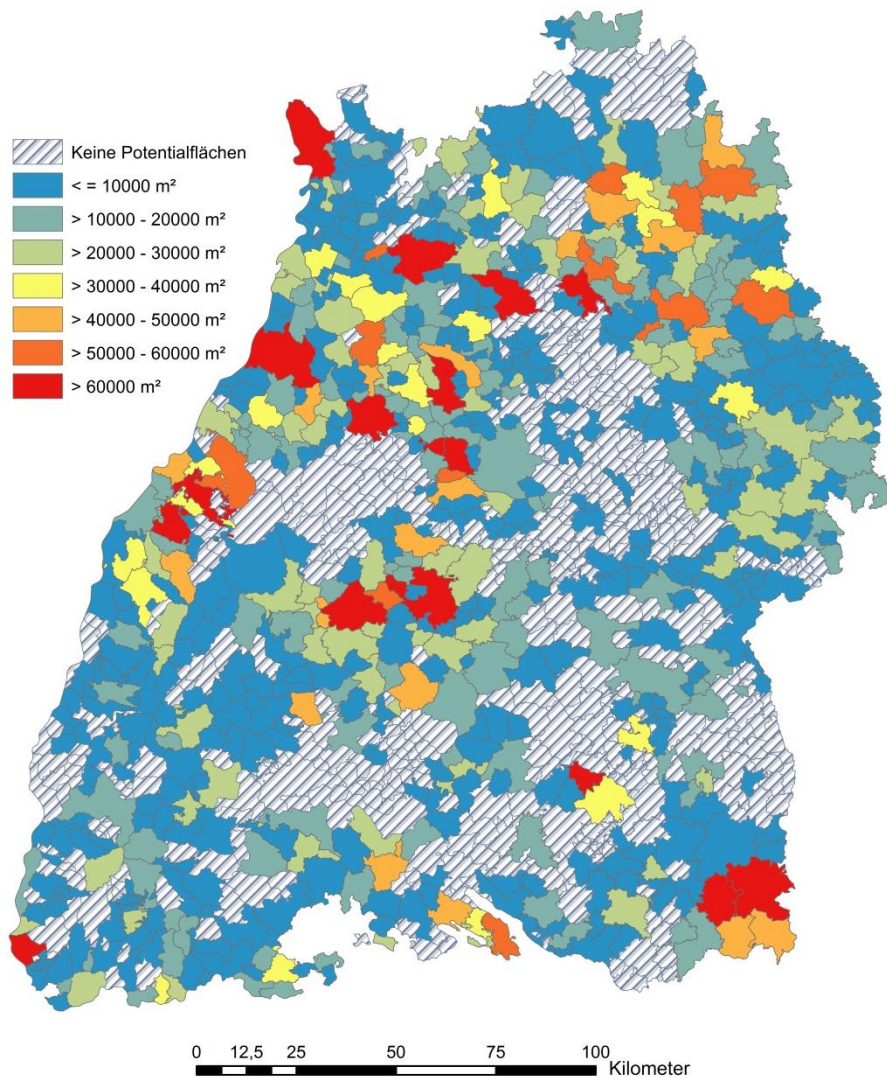 Keine Potentialflächen
< = 10000 m²
> 10000 - 20000 m²
> 20000 - 30000 m²
> 30000 - 40000 m²
> 40000 - 50000 m²
> 50000 - 60000 m²
> 60000 m²
0 12,5 25 50 75 100
Kilometer